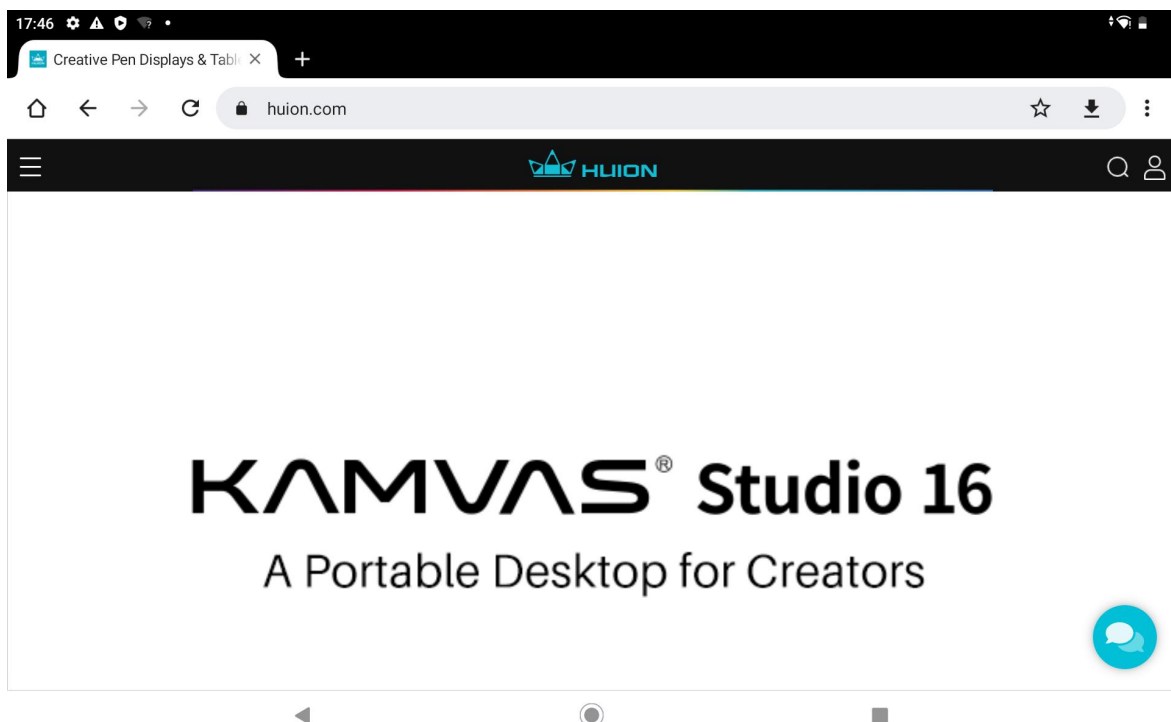 17:46
Creative Pen Displays & Tabl
huion.com
HUION
KAMVAS® Studio 16
A Portable Desktop for Creators